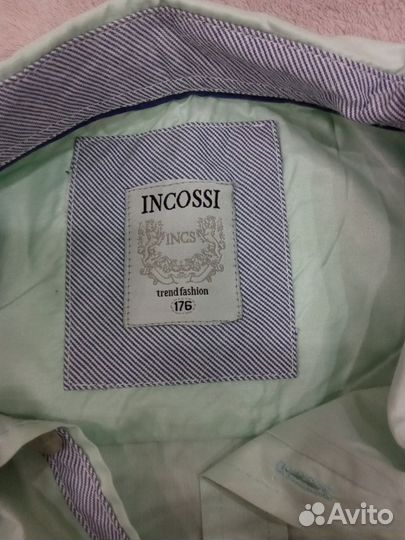 INCOSSI
INCS
trend fashion
176
Avito